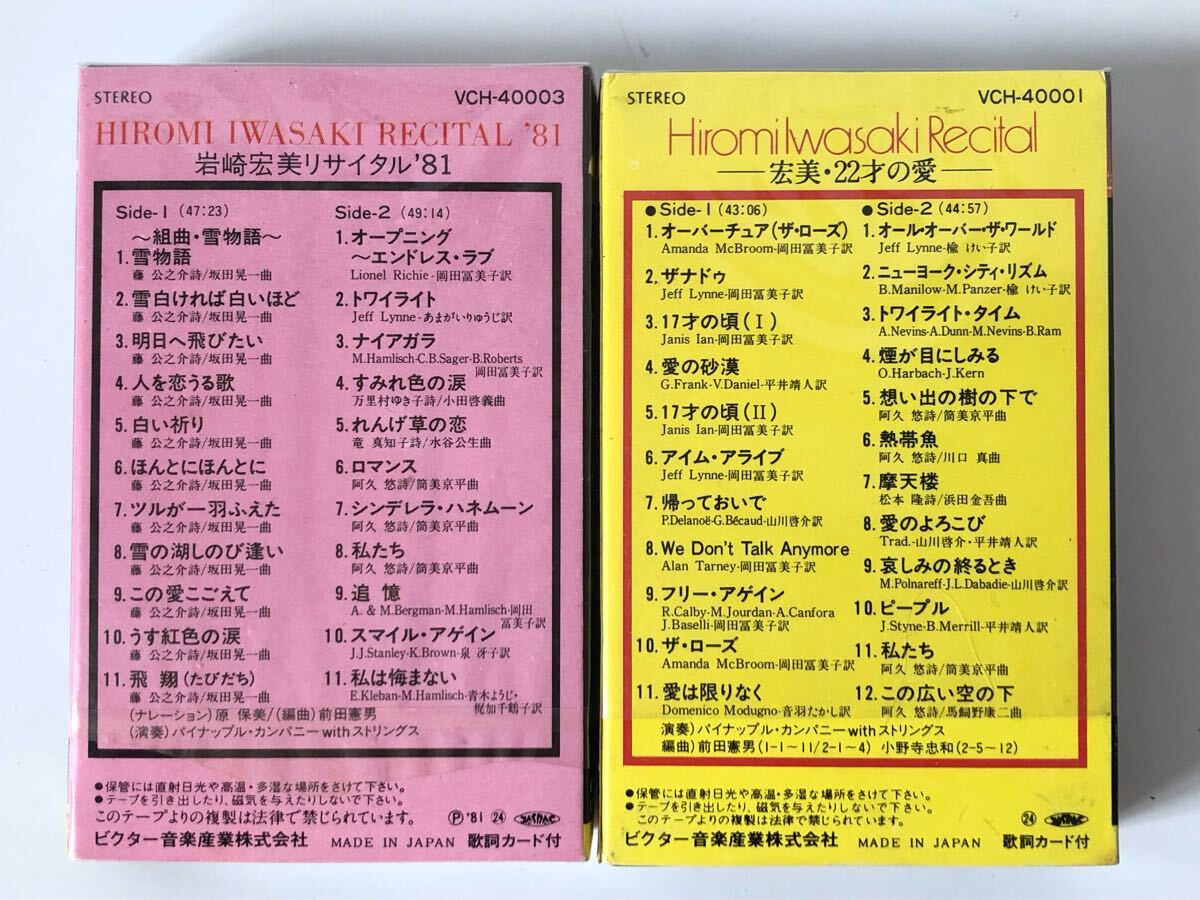 STEREO VCH-40003
HIROMI IWASAKI RECITAL '81
岩崎宏美リサイタル'81
Side-1 (47:23)
〜組曲・雪物語〜
1.雪物語
藤 公之介詩/坂田晃一曲
2.雪白ければ白いほど
藤 公之介詩/坂田晃一曲
3.明日へ飛びたい
藤 公之介詩/坂田晃一曲
4.人を恋うる歌
藤 公之介詩/坂田晃一曲
5.白い祈り
藤 公之介詩/坂田晃一曲
6.ほんとにほんとに
藤 公之介詩/坂田晃一曲
7.ツルが一羽ふえた
藤 公之介詩/坂田晃一曲
8.雪の湖しのび逢い
藤 公之介詩/坂田晃一曲
9.この愛こごえて
藤 公之介詩/坂田晃一曲
10.うす紅色の涙
藤 公之介詩/坂田晃一曲
11.飛 翔(たびだち)
藤 公之介詩/坂田晃一曲
Side-2 (49:14)
1.オープニング
〜エンドレス・ラブ
Lionel Richie-岡田冨美子訳
2.トワイライト
Jeff Lynne-あまがいりゅうじ訳
3.ナイアガラ
M.Hamlisch-C.B.Sager-B.Roberts
岡田冨美子訳
4.すみれ色の涙
万里村ゆき子詩/小田啓義曲
5.れんげ草の恋
竜 真知子詩/水谷公生曲
6.ロマンス
阿久 悠詩/筒美京平曲
7.シンデレラ・ハネムーン
阿久 悠詩/筒美京平曲
8.私たち
阿久 悠詩/筒美京平曲
9.追 憶
A. & M.Bergman-M.Hamlisch-岡田
冨美子訳
10.スマイル・アゲイン
J.J.Stanley-K.Brown-泉 冴子訳
11.私は悔まない
E.Kleban-M.Hamlisch-青木ようじ・
梶加千鶴子訳
(ナレーション)原 保美/(編曲)前田憲男
(演奏)パイナップル・カンパニーwithストリングス
●保管には直射日光や高温・多湿な場所をさけて下さい。
●テープを引き出したり、磁気を与えたりしないで下さい。
このテープよりの複製は法律で禁じられています。 Ⓟ '81 ㉔ JASRAC
ビクター音楽産業株式会社 MADE IN JAPAN 歌詞カード付
STEREO VCH-40001
Hiromi Iwasaki Recital
―宏美・22才の愛―
●Side-1 (43:06)
1.オーバーチュア(ザ・ローズ)
Amanda McBroom-岡田冨美子訳
2.ザナドゥ
Jeff Lynne-岡田冨美子訳
3.17才の頃(Ⅰ)
Janis Ian-岡田冨美子訳
4.愛の砂漠
G.Frank-V.Daniel-平井靖人訳
5.17才の頃(Ⅱ)
Janis Ian-岡田冨美子訳
6.アイム・アライブ
Jeff Lynne-岡田冨美子訳
7.帰っておいで
P.Delanoë-G.Bécaud-山川啓介訳
8.We Don't Talk Anymore
Alan Tarney-岡田冨美子訳
9.フリー・アゲイン
R.Calby-M.Jourdan-A.Canfora
J.Baselli-岡田冨美子訳
10.ザ・ローズ
Amanda McBroom-岡田冨美子訳
11.愛は限りなく
Domenico Modugno-音羽たかし訳
●Side-2 (44:57)
1.オール・オーバー・ザ・ワールド
Jeff Lynne-楡 けい子訳
2.ニューヨーク・シティ・リズム
B.Manilow-M.Panzer-楡 けい子訳
3.トワイライト・タイム
A.Nevins-A.Dunn-M.Nevins-B.Ram
4.煙が目にしみる
O.Harbach-J.Kern
5.想い出の樹の下で
阿久 悠詩/筒美京平曲
6.熱帯魚
阿久 悠詩/川口 真曲
7.摩天楼
松本 隆詩/浜田金吾曲
8.愛のよろこび
Trad.-山川啓介・平井靖人訳
9.哀しみの終るとき
M.Polnareff-J.L.Dabadie-山川啓介訳
10.ピープル
J.Styne-B.Merrill-平井靖人訳
11.私たち
阿久 悠詩/筒美京平曲
12.この広い空の下
阿久 悠詩/馬飼野康二曲
演奏)パイナップル・カンパニーwithストリングス
編曲)前田憲男(1-1〜11/2-1〜4) 小野寺忠和(2-5〜12)
●保管には直射日光や高温・多湿な場所をさけて下さい。
●テープを引き出したり、磁気を与えたりしないで下さい。
このテープよりの複製は法律で禁じられています。 ㉔ JASRAC
ビクター音楽産業株式会社 MADE IN JAPAN 歌詞カード付